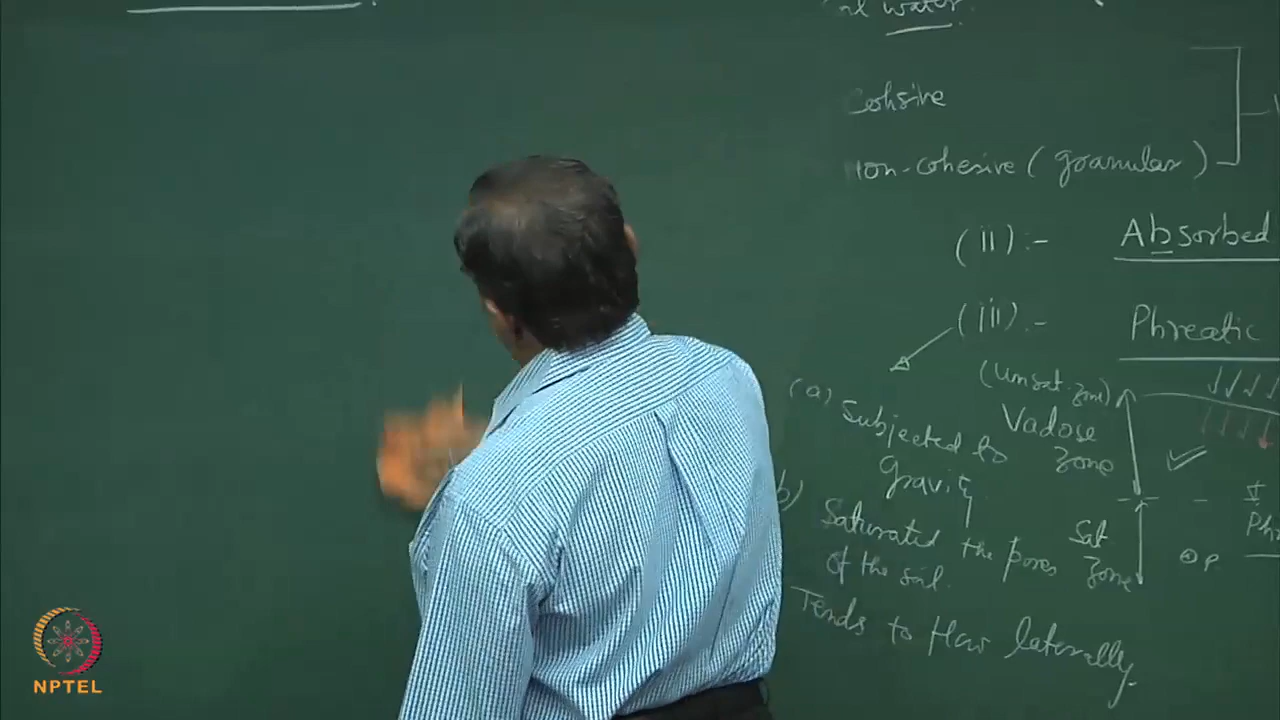 water.
Cohsive
non-cohesive (granular)
(ii) :- Absorbed
(iii) :- Phreatic
(Unsat. Zone)
Vadose
Zone
(a) Subjected to
gravity
b) Saturated the pores
of the soil.
Sat
Zone
P
Tends to flow laterally.
NPTEL